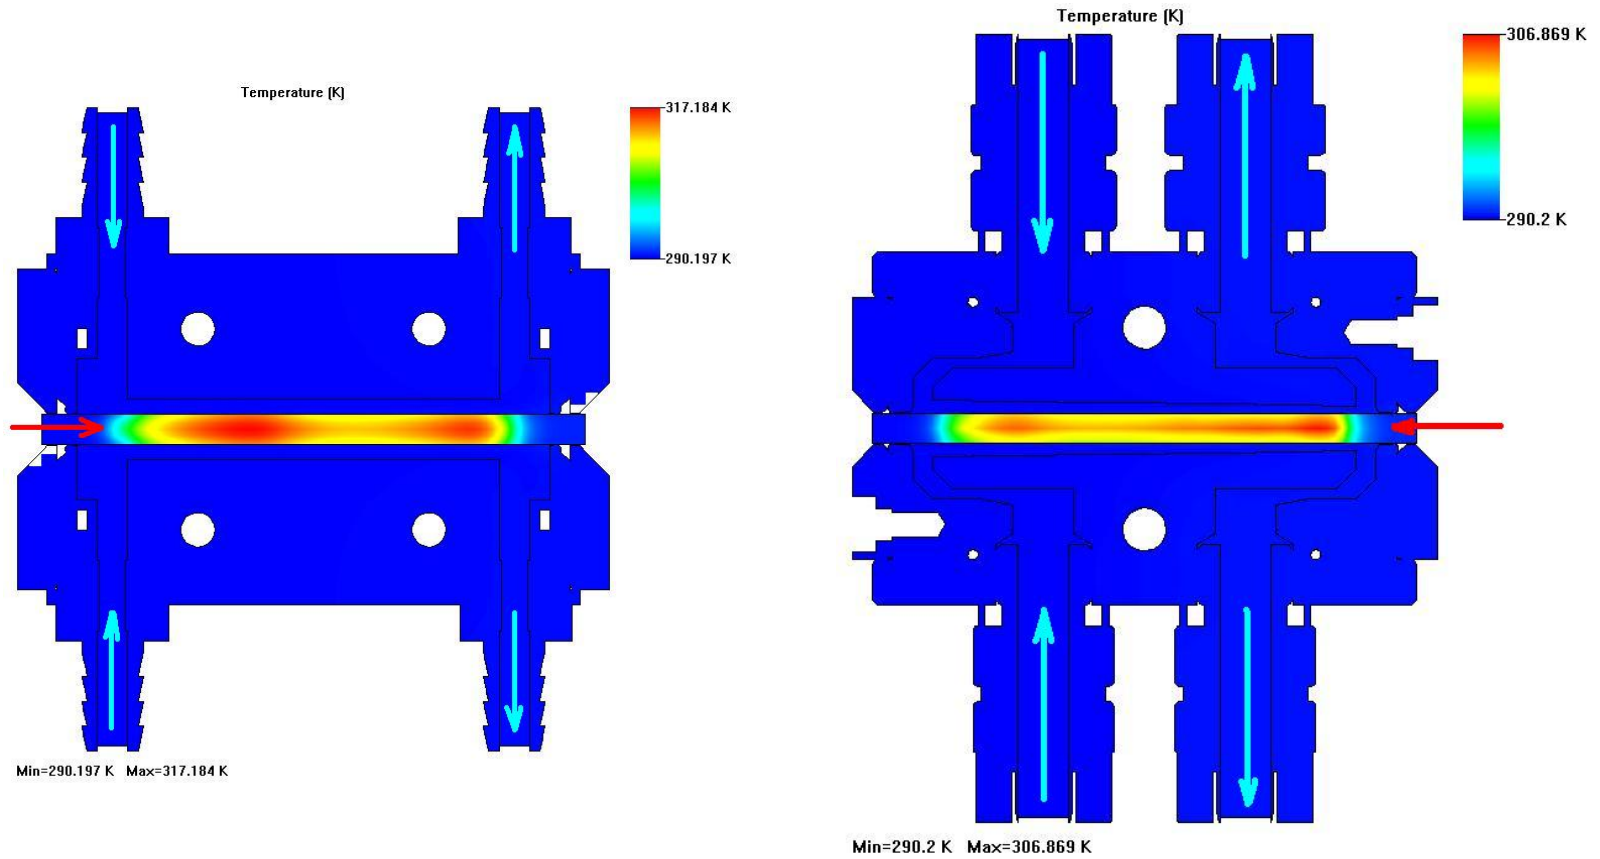 Temperature (K)
317.184 K
290.197 K
Min=290.197 K Max=317.184 K
Temperature (K)
306.869 K
290.2 K
Min=290.2 K Max=306.869 K